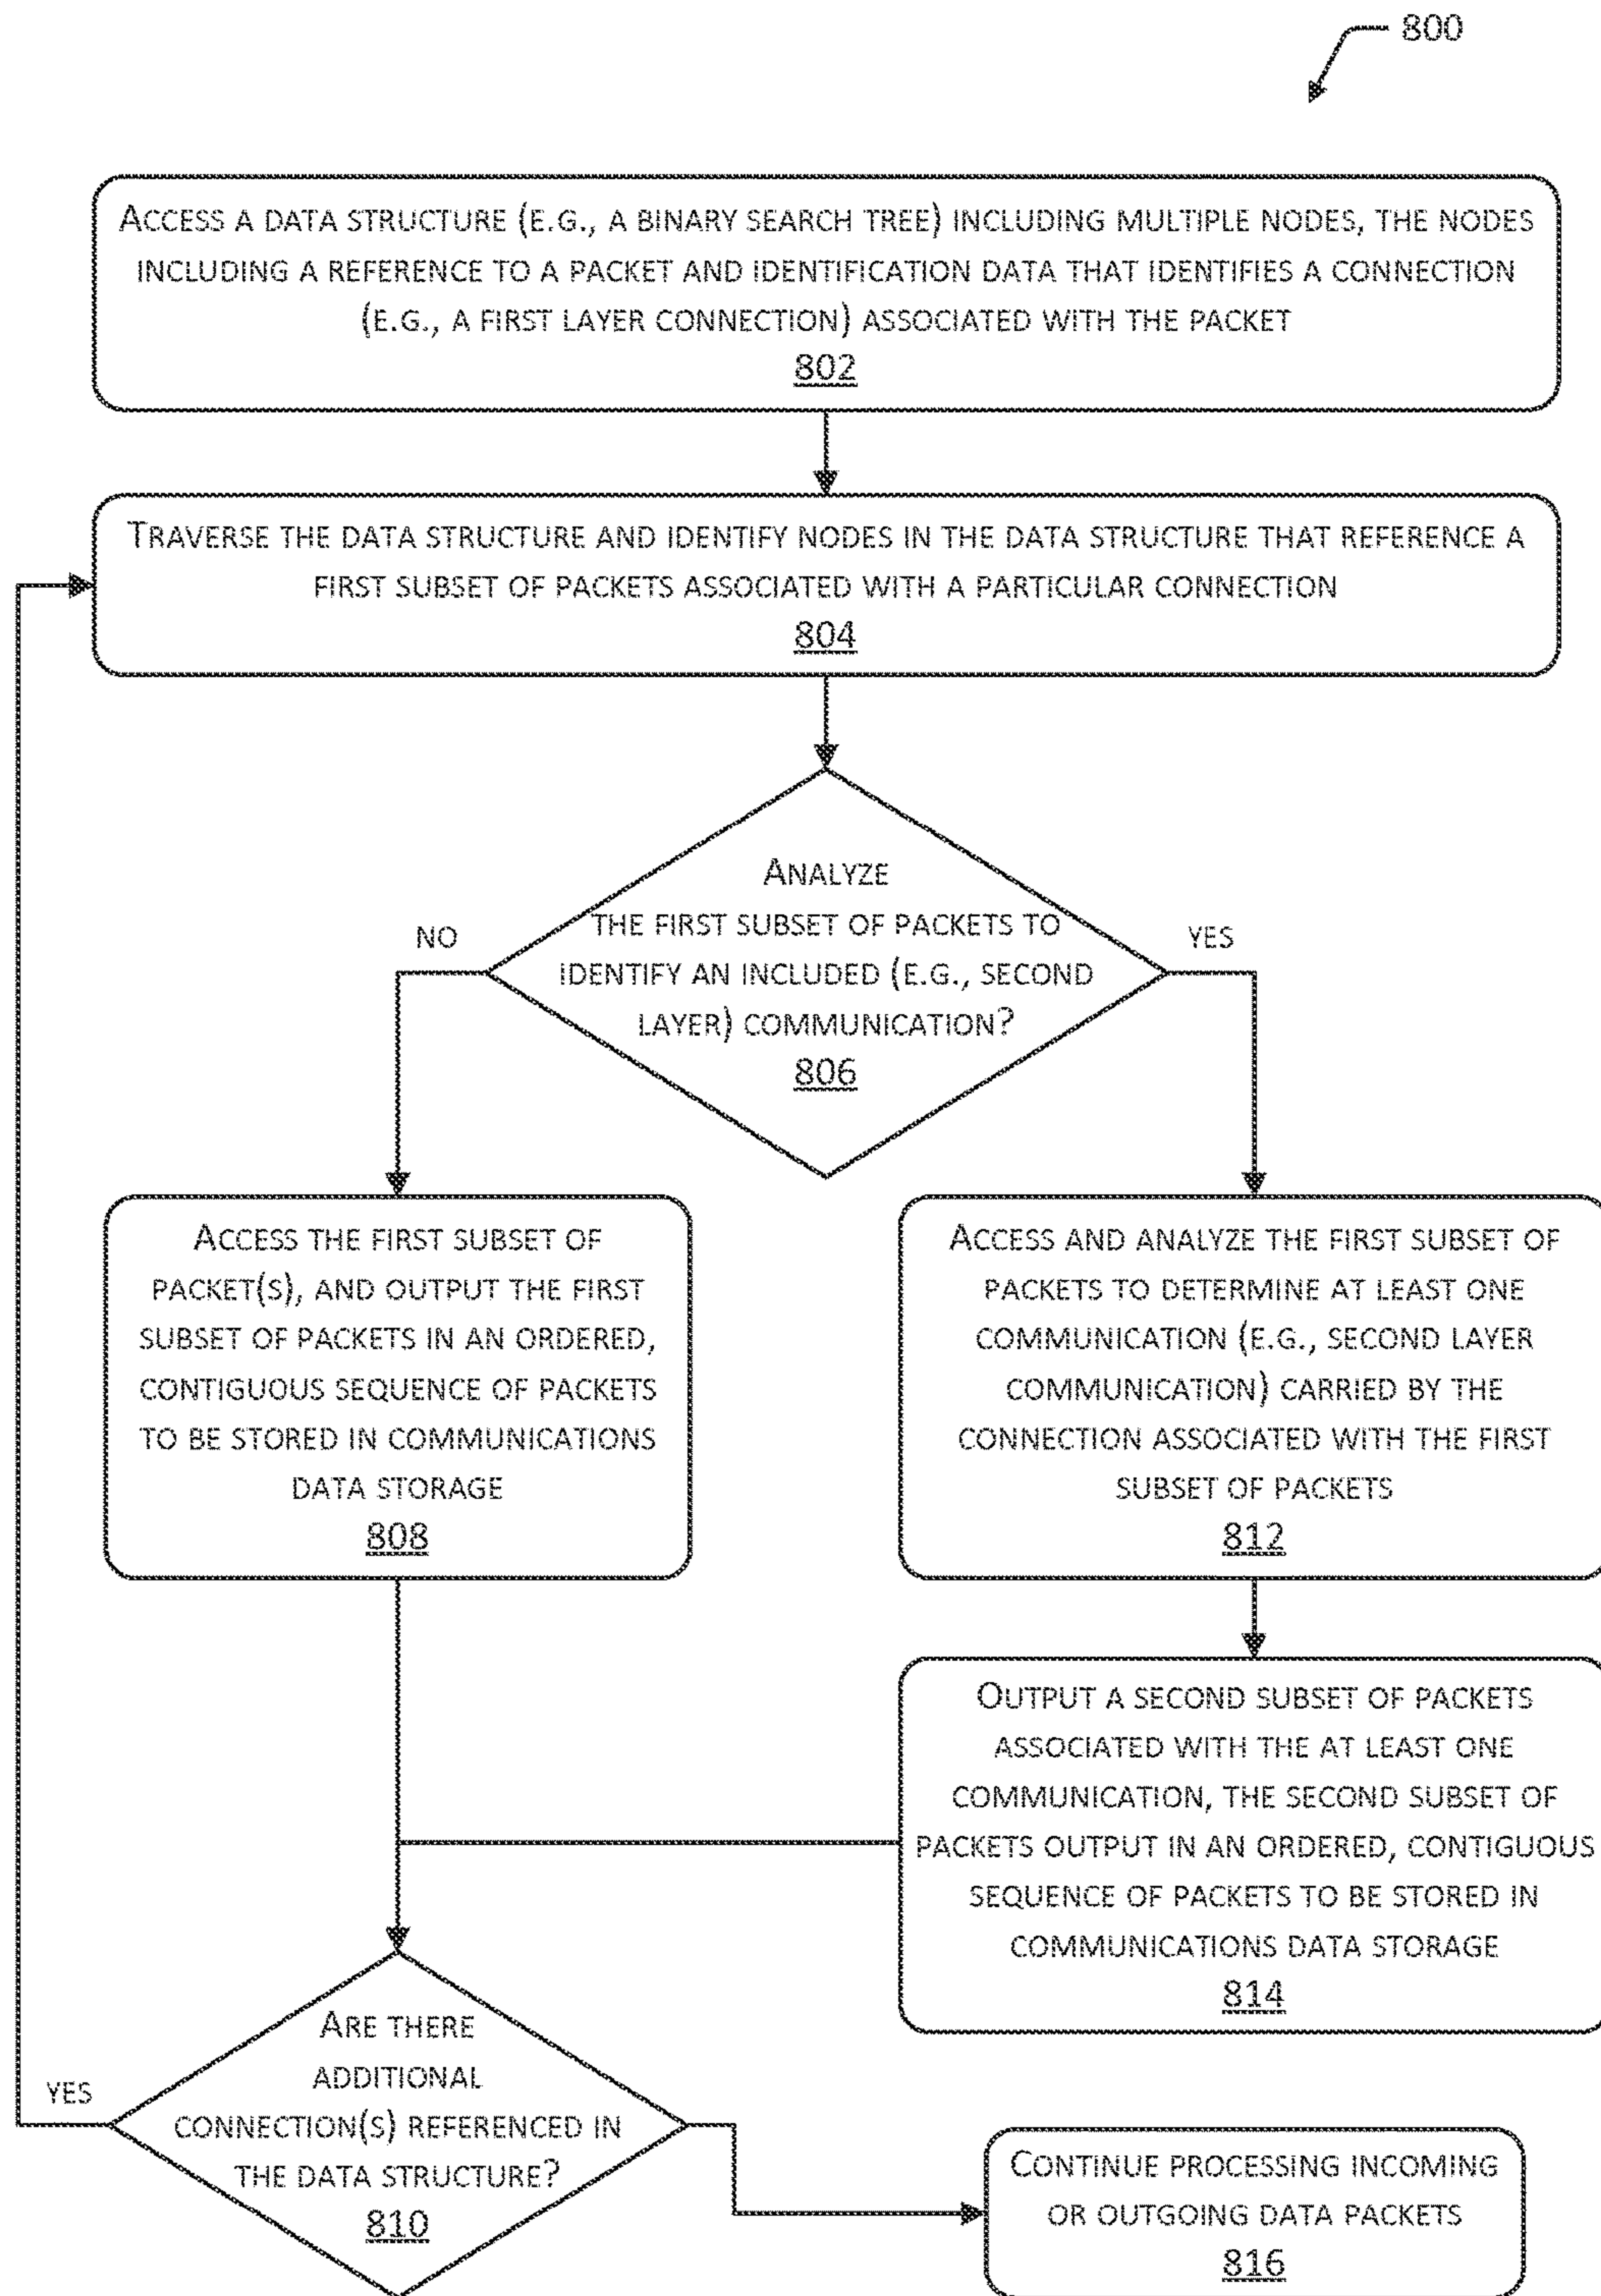 800
ACCESS A DATA STRUCTURE (E.G., A BINARY SEARCH TREE) INCLUDING MULTIPLE NODES, THE NODES
INCLUDING A REFERENCE TO A PACKET AND IDENTIFICATION DATA THAT IDENTIFIES A CONNECTION
(E.G., A FIRST LAYER CONNECTION) ASSOCIATED WITH THE PACKET
802
TRAVERSE THE DATA STRUCTURE AND IDENTIFY NODES IN THE DATA STRUCTURE THAT REFERENCE A
FIRST SUBSET OF PACKETS ASSOCIATED WITH A PARTICULAR CONNECTION
804
ANALYZE
THE FIRST SUBSET OF PACKETS TO
IDENTIFY AN INCLUDED (E.G., SECOND
LAYER) COMMUNICATION?
806
NO
YES
ACCESS THE FIRST SUBSET OF
PACKET(S), AND OUTPUT THE FIRST
SUBSET OF PACKETS IN AN ORDERED,
CONTIGUOUS SEQUENCE OF PACKETS
TO BE STORED IN COMMUNICATIONS
DATA STORAGE
808
ACCESS AND ANALYZE THE FIRST SUBSET OF
PACKETS TO DETERMINE AT LEAST ONE
COMMUNICATION (E.G., SECOND LAYER
COMMUNICATION) CARRIED BY THE
CONNECTION ASSOCIATED WITH THE FIRST
SUBSET OF PACKETS
812
OUTPUT A SECOND SUBSET OF PACKETS
ASSOCIATED WITH THE AT LEAST ONE
COMMUNICATION, THE SECOND SUBSET OF
PACKETS OUTPUT IN AN ORDERED, CONTIGUOUS
SEQUENCE OF PACKETS TO BE STORED IN
COMMUNICATIONS DATA STORAGE
814
ARE THERE
ADDITIONAL
CONNECTION(S) REFERENCED IN
THE DATA STRUCTURE?
810
YES
CONTINUE PROCESSING INCOMING
OR OUTGOING DATA PACKETS
816